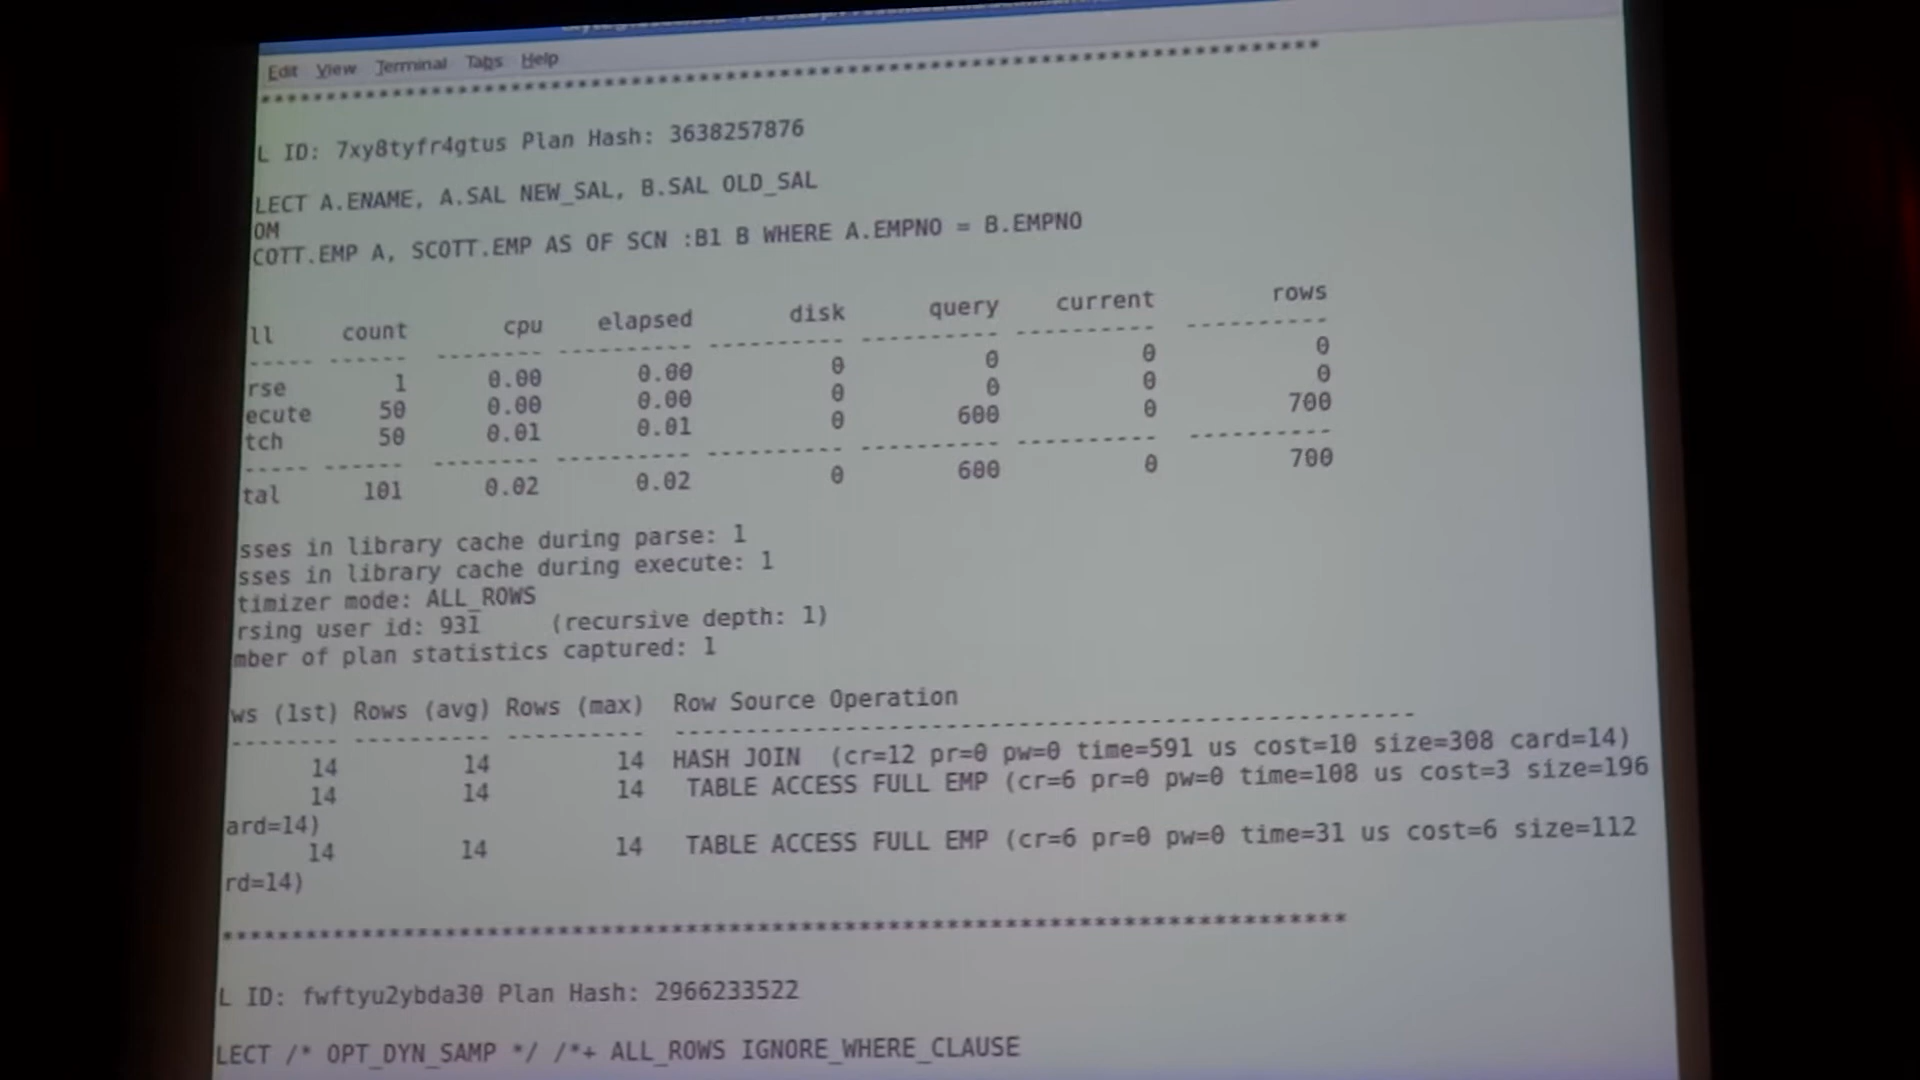 Edit View Terminal Tabs Help
********************************************************************************
L ID: 7xy8tyfr4gtus Plan Hash: 3638257876
LECT A.ENAME, A.SAL NEW_SAL, B.SAL OLD_SAL
OM
COTT.EMP A, SCOTT.EMP AS OF SCN :B1 B WHERE A.EMPNO = B.EMPNO
ll count cpu elapsed disk query current rows
----- ------ -------- ---------- ---------- ---------- ---------- ----------
rse 1 0.00 0.00 0 0 0 0
ecute 50 0.00 0.00 0 0 0 0
tch 50 0.01 0.01 0 600 0 700
----- ------ -------- ---------- ---------- ---------- ---------- ----------
tal 101 0.02 0.02 0 600 0 700
sses in library cache during parse: 1
sses in library cache during execute: 1
timizer mode: ALL_ROWS
rsing user id: 931 (recursive depth: 1)
mber of plan statistics captured: 1
ws (1st) Rows (avg) Rows (max) Row Source Operation
-------- ---------- ---------- ---------------------------------------------------
14 14 14 HASH JOIN (cr=12 pr=0 pw=0 time=591 us cost=10 size=308 card=14)
14 14 14 TABLE ACCESS FULL EMP (cr=6 pr=0 pw=0 time=108 us cost=3 size=196
ard=14)
14 14 14 TABLE ACCESS FULL EMP (cr=6 pr=0 pw=0 time=31 us cost=6 size=112
rd=14)
********************************************************************************
L ID: fwftyu2ybda30 Plan Hash: 2966233522
LECT /* OPT_DYN_SAMP */ /*+ ALL_ROWS IGNORE_WHERE_CLAUSE